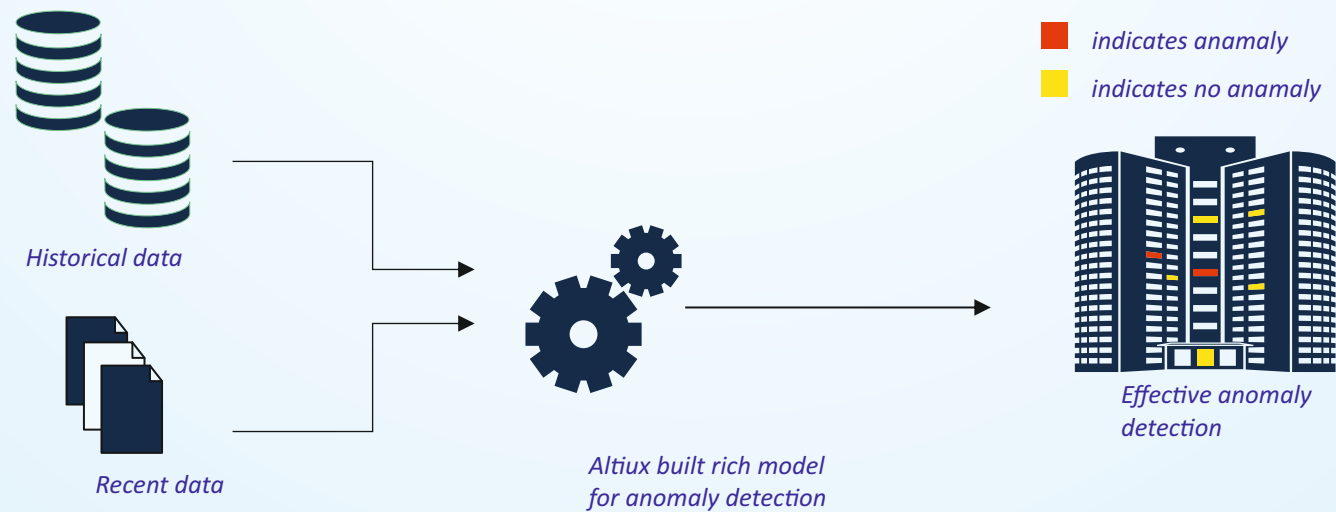 indicates anamaly
indicates no anamaly
Historical data
Recent data
Altiux built rich model
for anomaly detection
Effective anomaly
detection